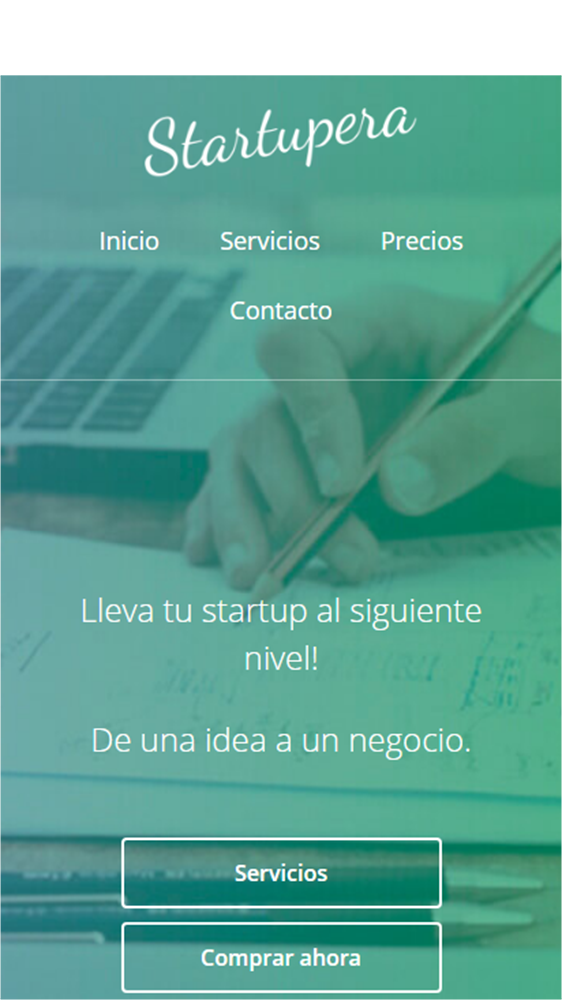 Startupera
Inicio Servicios Precios
Contacto
Lleva tu startup al siguiente
nivel!
De una idea a un negocio.
Servicios
Comprar ahora